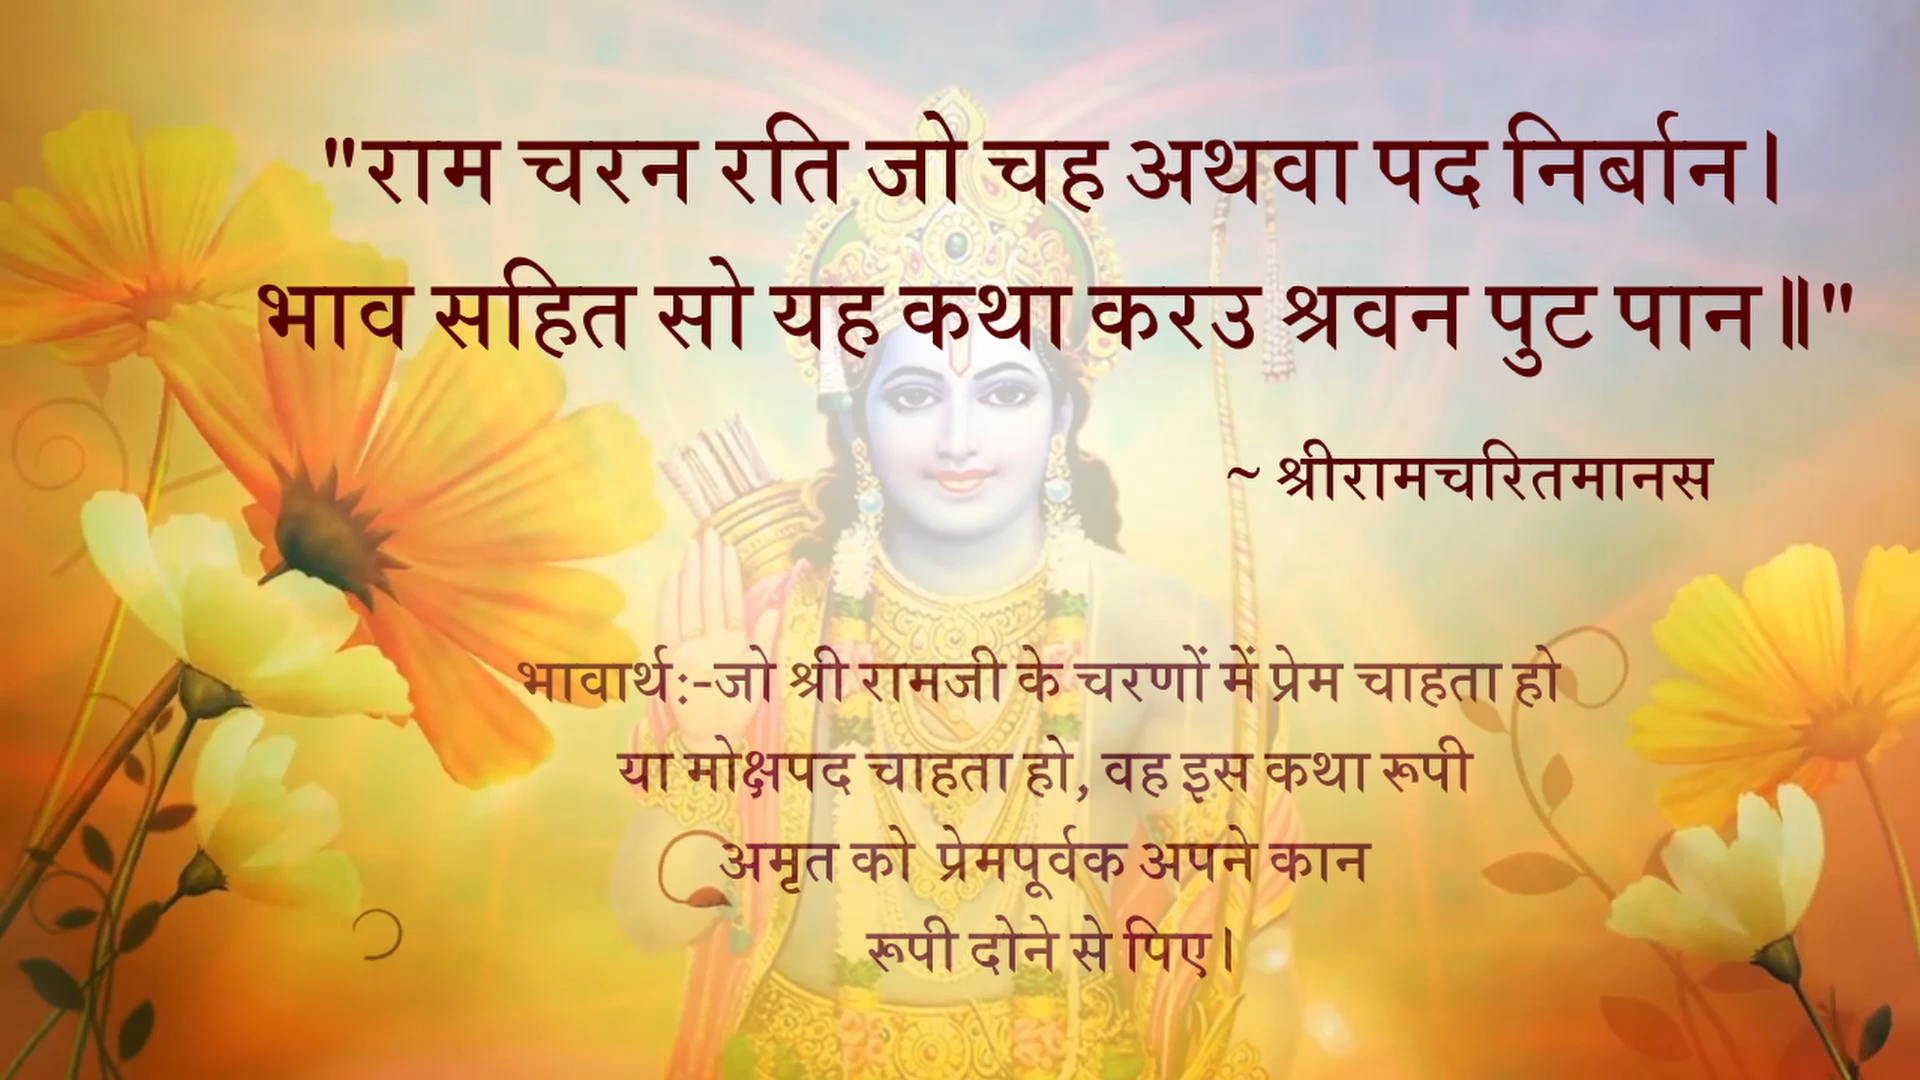 "राम चरन रति जो चह अथवा पद निर्बान।
भाव सहित सो यह कथा करउ श्रवन पुट पान॥"
~ श्रीरामचरितमानस
भावार्थ:-जो श्री रामजी के चरणों में प्रेम चाहता हो
या मोक्षपद चाहता हो, वह इस कथा रूपी
अमृत को प्रेमपूर्वक अपने कान
रूपी दोने से पिए।